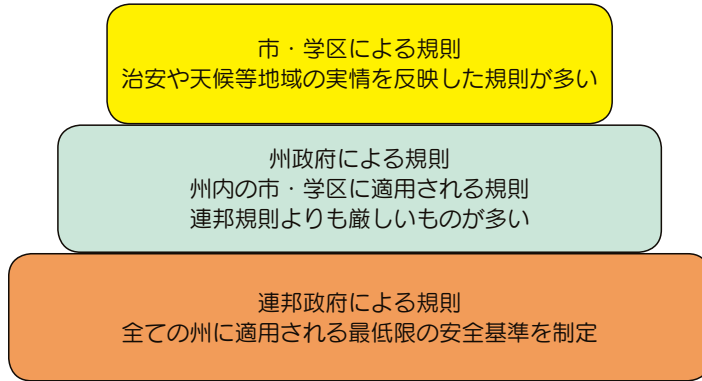 市・学区による規則
治安や天候等地域の実情を反映した規則が多い
州政府による規則
州内の市・学区に適用される規則
連邦規則よりも厳しいものが多い
連邦政府による規則
全ての州に適用される最低限の安全基準を制定